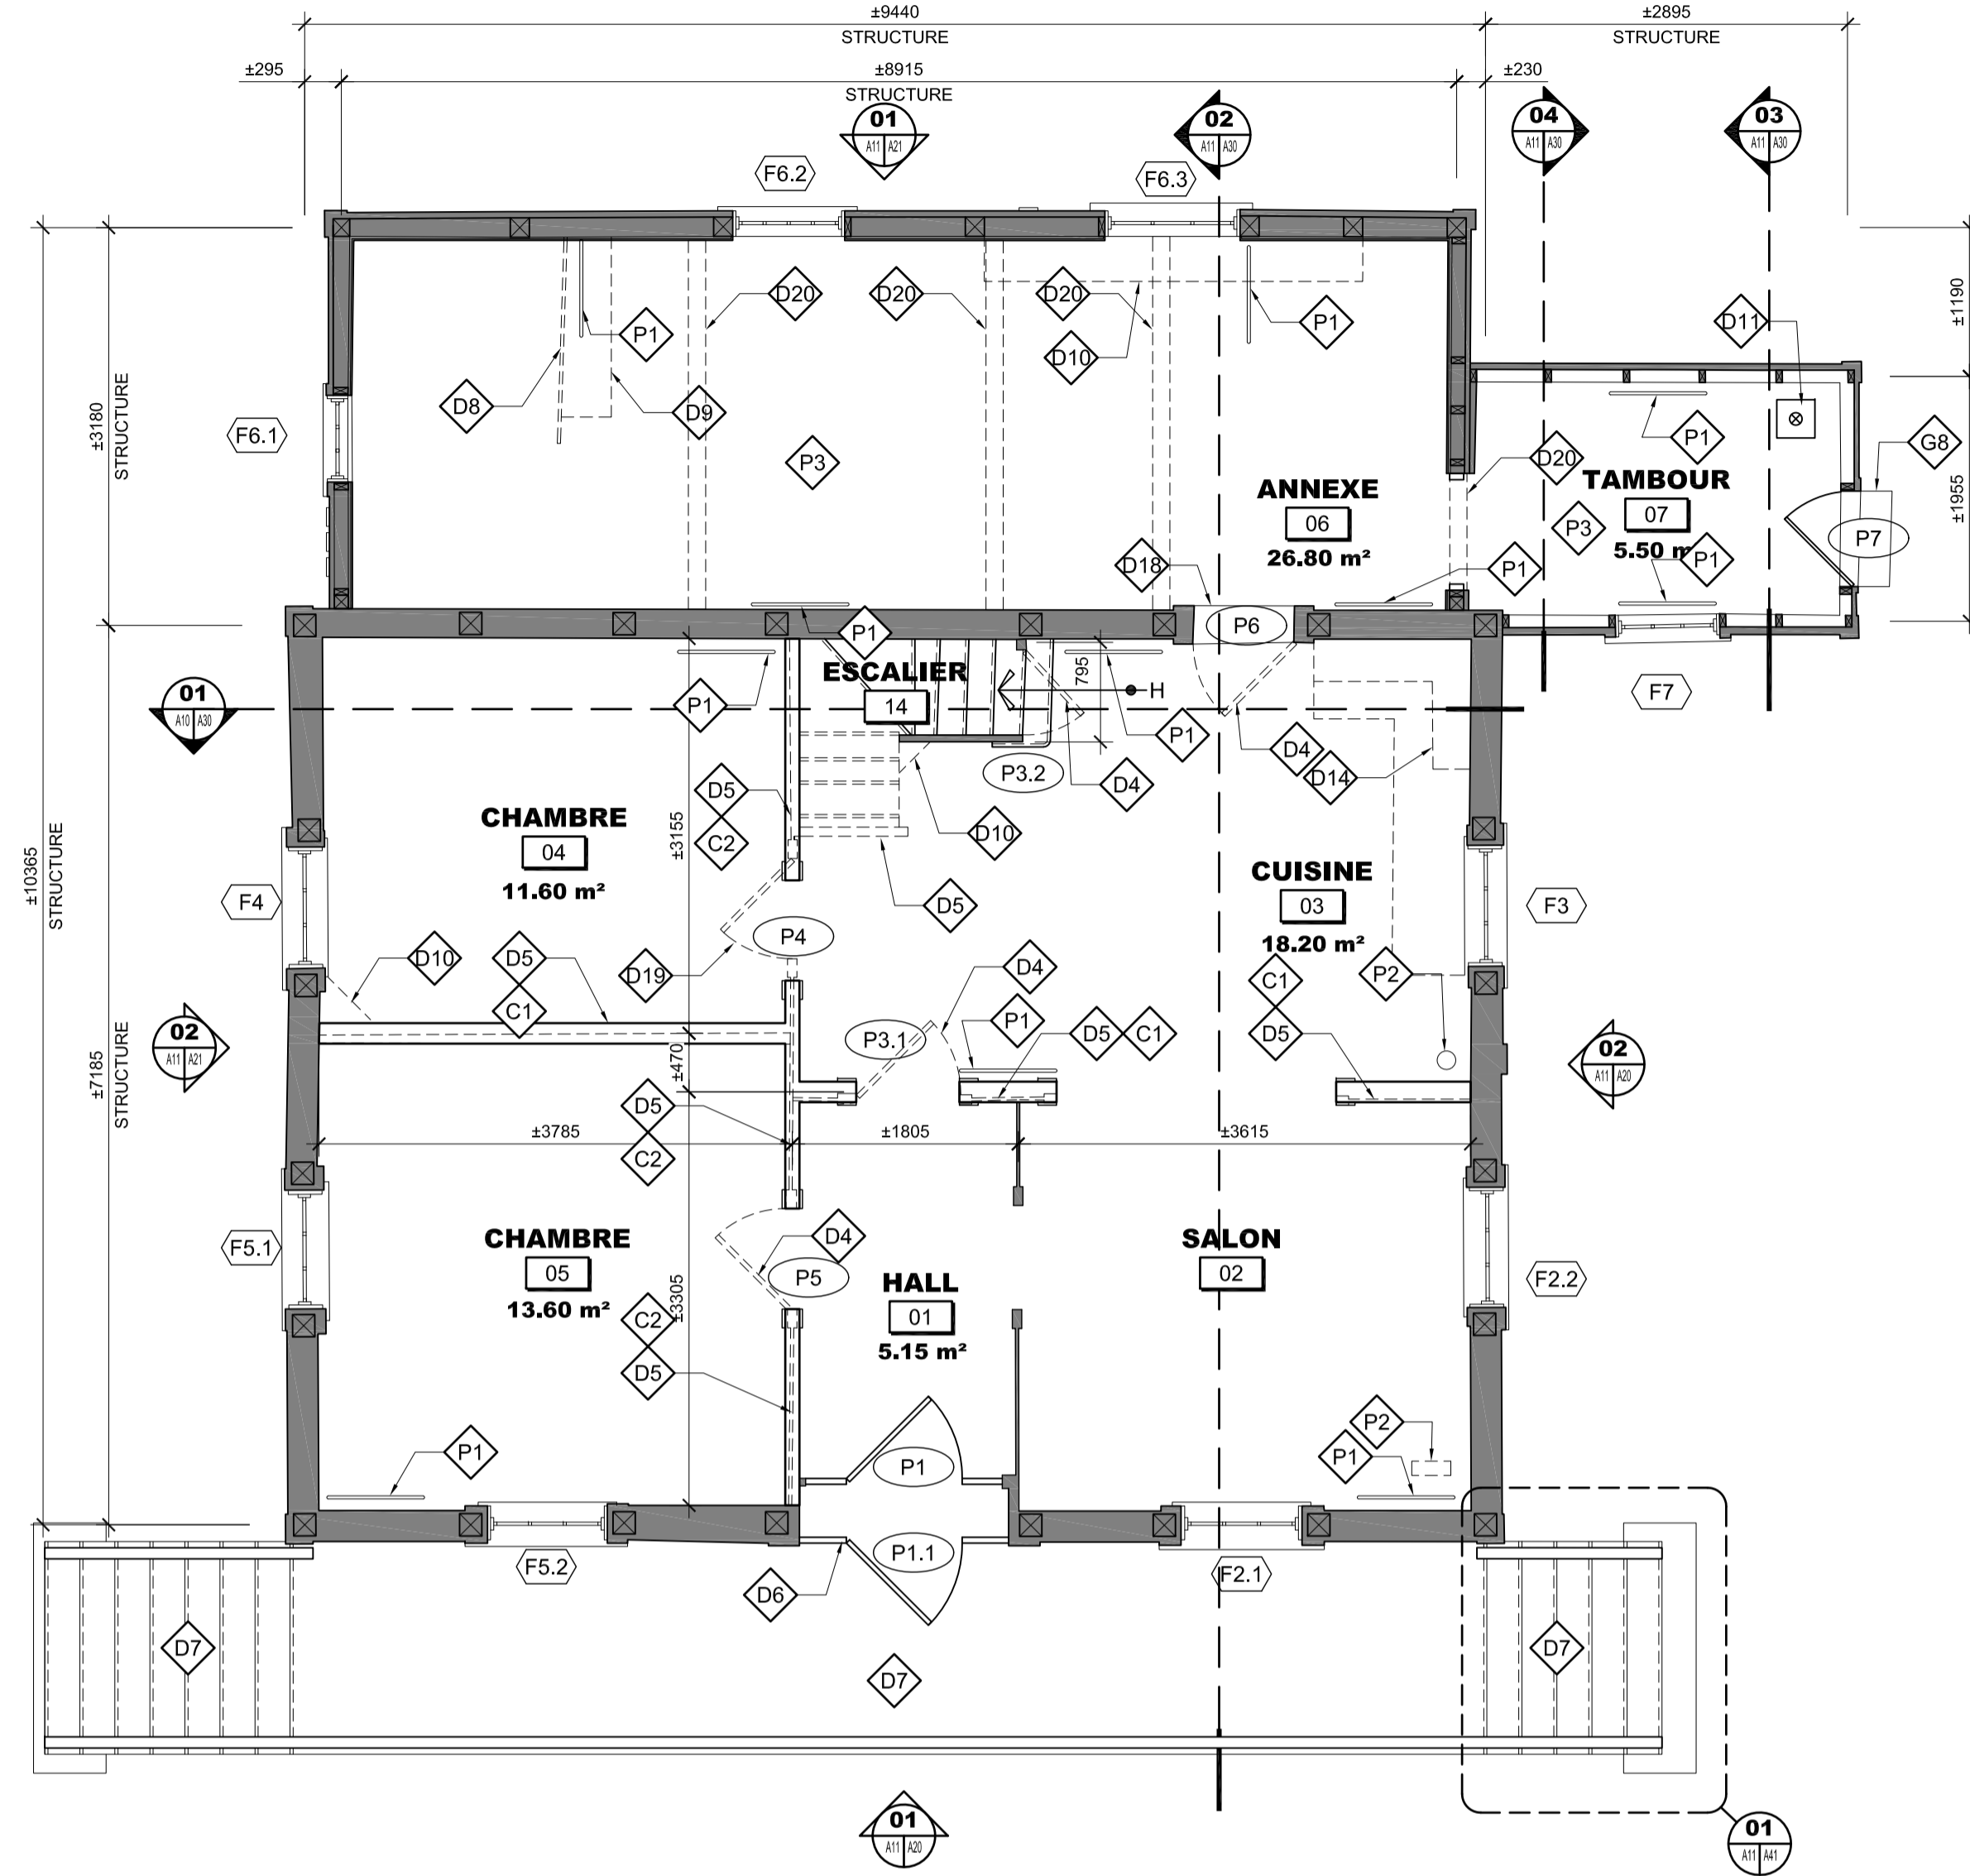 ±9440
STRUCTURE
±2895
STRUCTURE
±295
±8915
STRUCTURE
±230
01
A11 A21
02
A11 A30
04
A11 A30
03
A11 A30
F6.2
F6.3
D20
D20
D20
D11
±1190
P1
P1
D10
D8
D9
±3180
STRUCTURE
F6.1
P1
G8
P3
D20
ANNEXE
06
26.80 m²
TAMBOUR
07
5.50 m
P3
P1
P7
±1955
D18
P1
P6
P1
ESCALIER
14
795
H
01
A10 A30
P1
P1
F7
D4
D14
P3.2
D4
D5
C2
D10
CHAMBRE
04
11.60 m²
±3155
±10365
STRUCTURE
CUISINE
03
18.20 m²
F4
D5
F3
P4
D10
D5
C1
D19
D4
P2
C1
D5
P1
D5
C1
P3.1
02
A11 A21
02
A11 A20
±7185
STRUCTURE
±470
D5
C2
±3785
±1805
±3615
CHAMBRE
05
13.60 m²
F5.1
D4
P5
SALON
02
F2.2
HALL
01
5.15 m²
±3305
C2
D5
P1
P1
P2
P1
P1.1
F5.2
F2.1
D6
D7
D7
D7
01
A11 A20
01
A11 A41